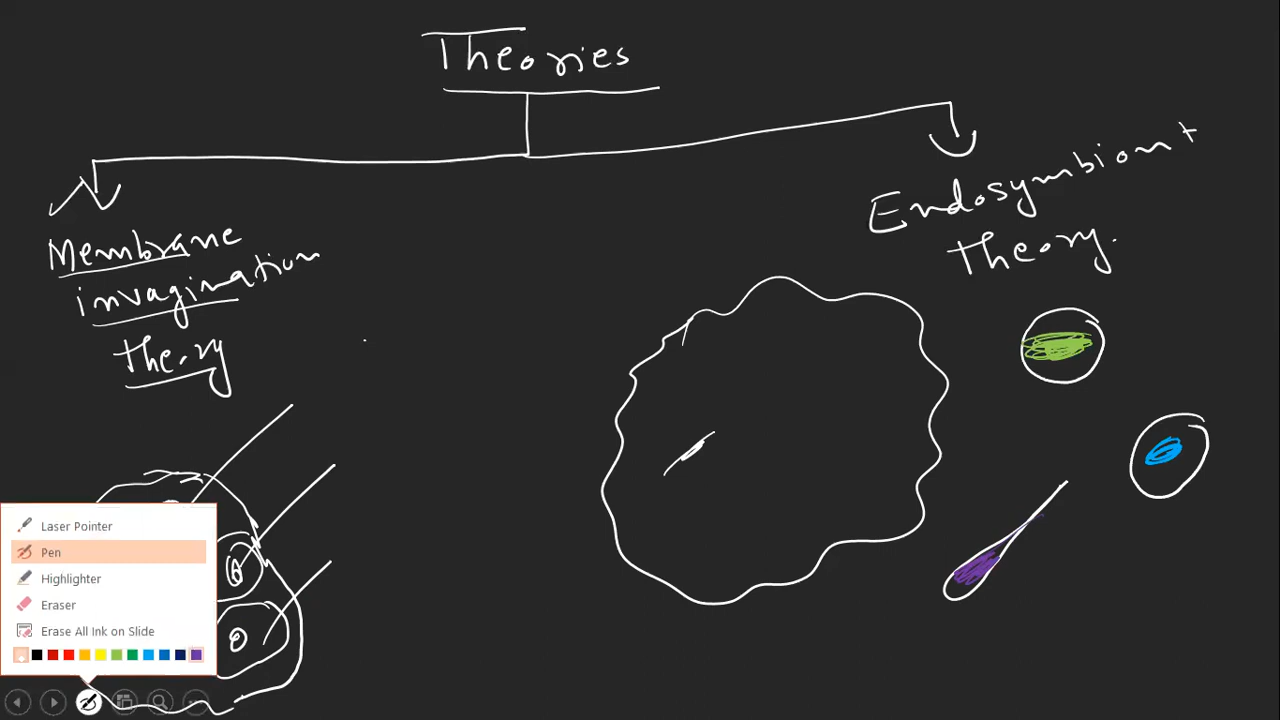 Theories
Membrane
invagination
theory
Endosymbiont
theory.
Laser Pointer
Pen
Highlighter
Eraser
Erase All Ink on Slide